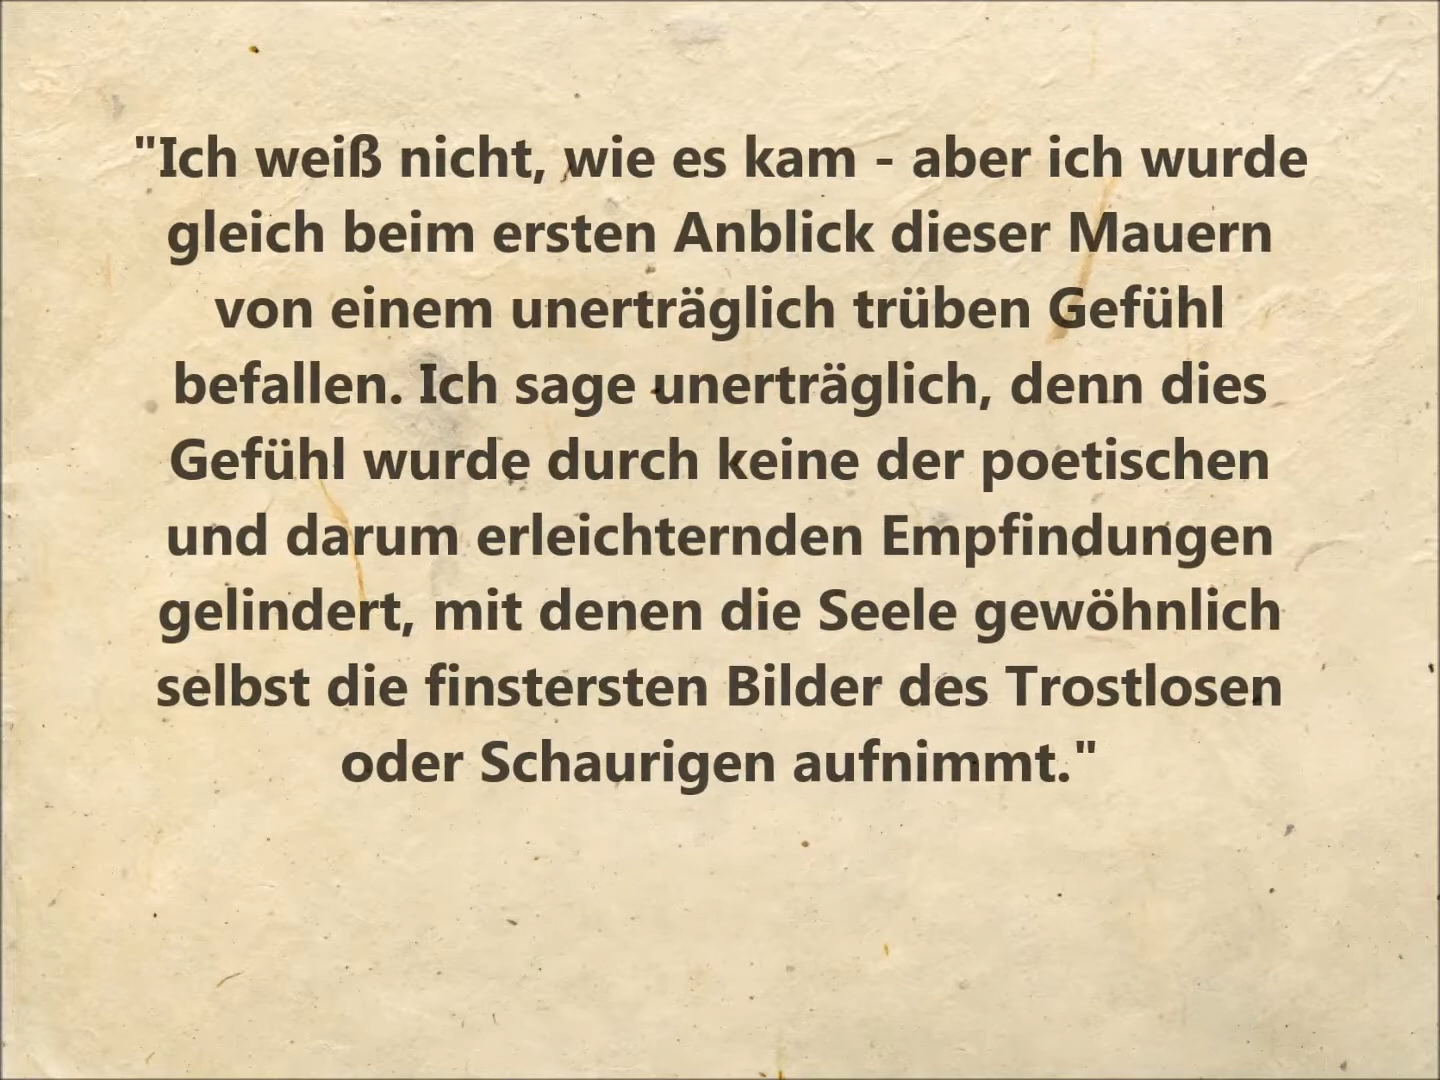 "Ich weiß nicht, wie es kam - aber ich wurde
gleich beim ersten Anblick dieser Mauern
von einem unerträglich trüben Gefühl
befallen. Ich sage unerträglich, denn dies
Gefühl wurde durch keine der poetischen
und darum erleichternden Empfindungen
gelindert, mit denen die Seele gewöhnlich
selbst die finstersten Bilder des Trostlosen
oder Schaurigen aufnimmt."